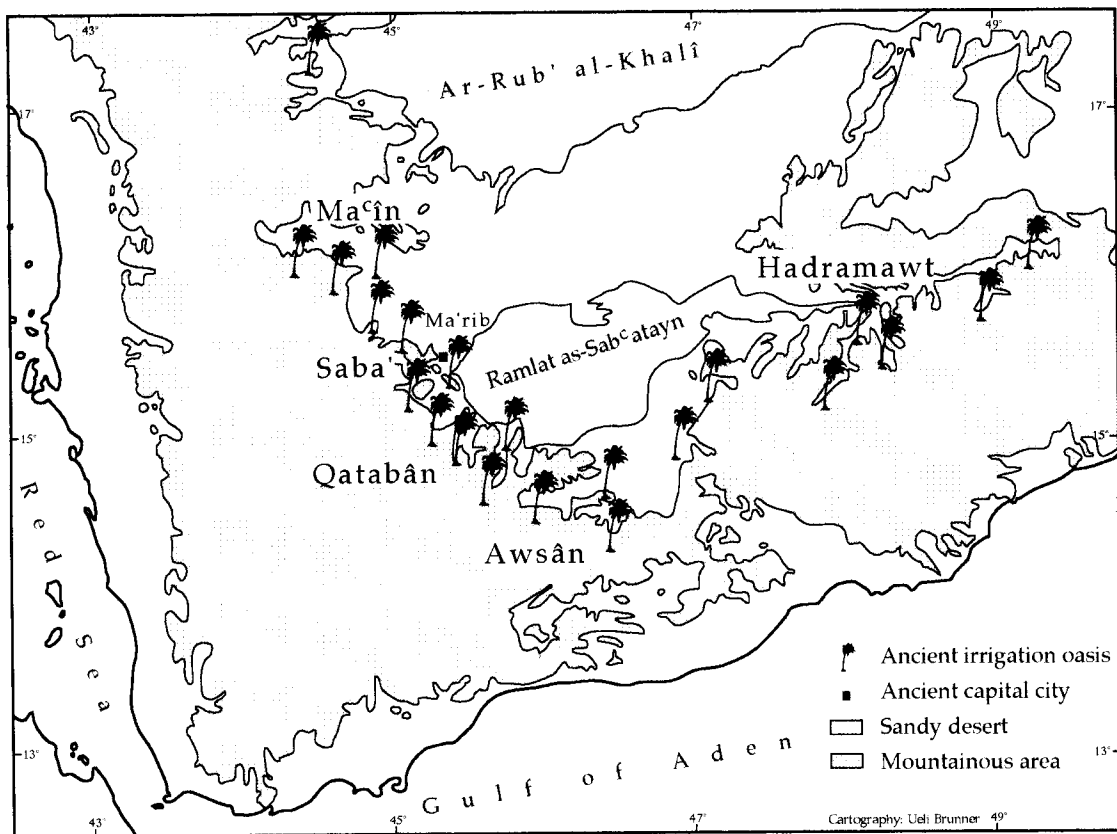 43°
45°
47°
49°
Ar-Rub' al-Khalî
17°
17°
Maᶜîn
Hadramawt
Ma'rib
Ramlat as-Sabᶜatayn
Saba'
15°
15°
Qatabân
Awsân
Red Sea
Ancient irrigation oasis
Ancient capital city
Sandy desert
Mountainous area
13°
13°
Gulf of Aden
Cartography: Ueli Brunner
43°
45°
47°
49°